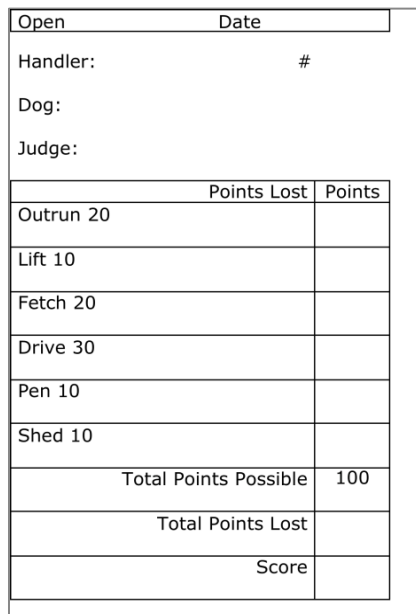 Open Date
Handler: #
Dog:
Judge:
Points Lost Points
Outrun 20
Lift 10
Fetch 20
Drive 30
Pen 10
Shed 10
Total Points Possible 100
Total Points Lost
Score